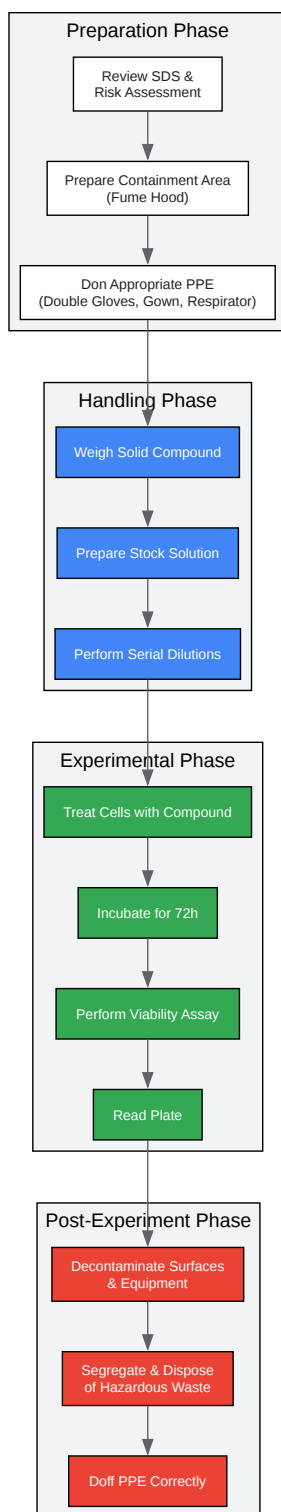 Preparation Phase
Review SDS &
Risk Assessment
Prepare Containment Area
(Fume Hood)
Don Appropriate PPE
(Double Gloves, Gown, Respirator)
Handling Phase
Weigh Solid Compound
Prepare Stock Solution
Perform Serial Dilutions
Experimental Phase
Treat Cells with Compound
Incubate for 72h
Perform Viability Assay
Read Plate
Post-Experiment Phase
Decontaminate Surfaces
& Equipment
Segregate & Dispose
of Hazardous Waste
Doff PPE Correctly